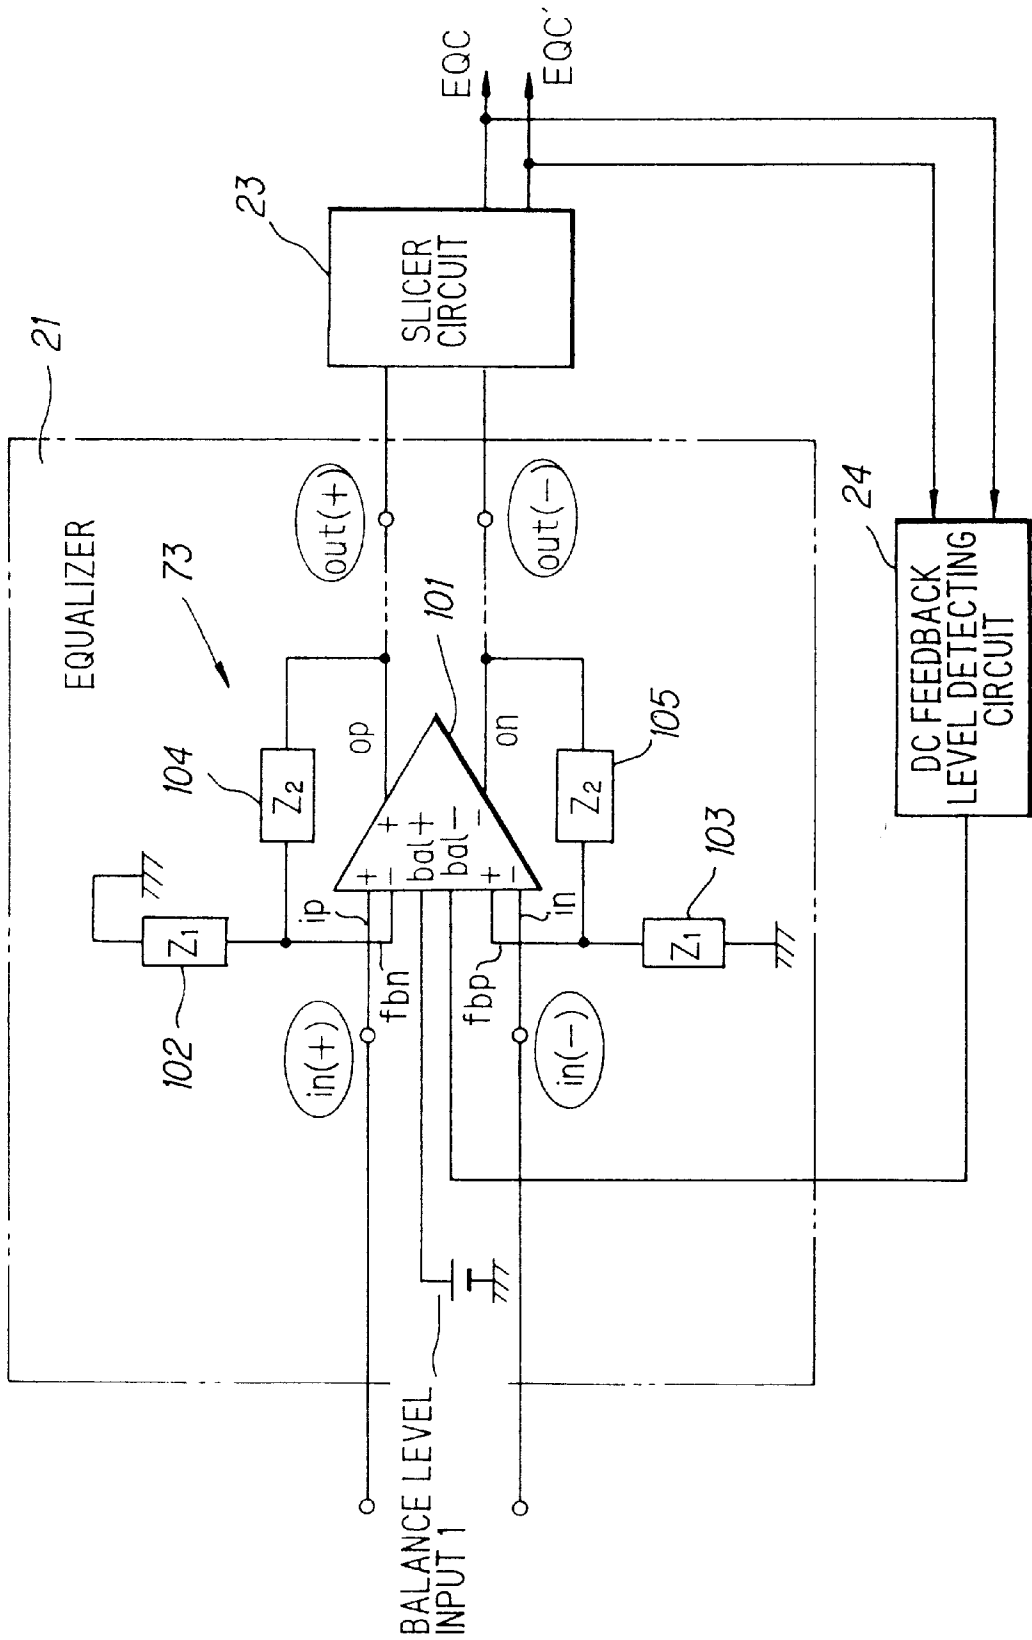 EQUALIZER
21
73
104
Z2
102
Z1
in(+)
fbn
ip
op
out(+)
23
SLICER
CIRCUIT
EQC
EQC'
+
−
bal+
bal−
+
−
+
−
101
BALANCE LEVEL
INPUT 1
in(−)
fbp
in
on
out(−)
Z2
105
Z1
103
24
DC FEEDBACK
LEVEL DETECTING
CIRCUIT